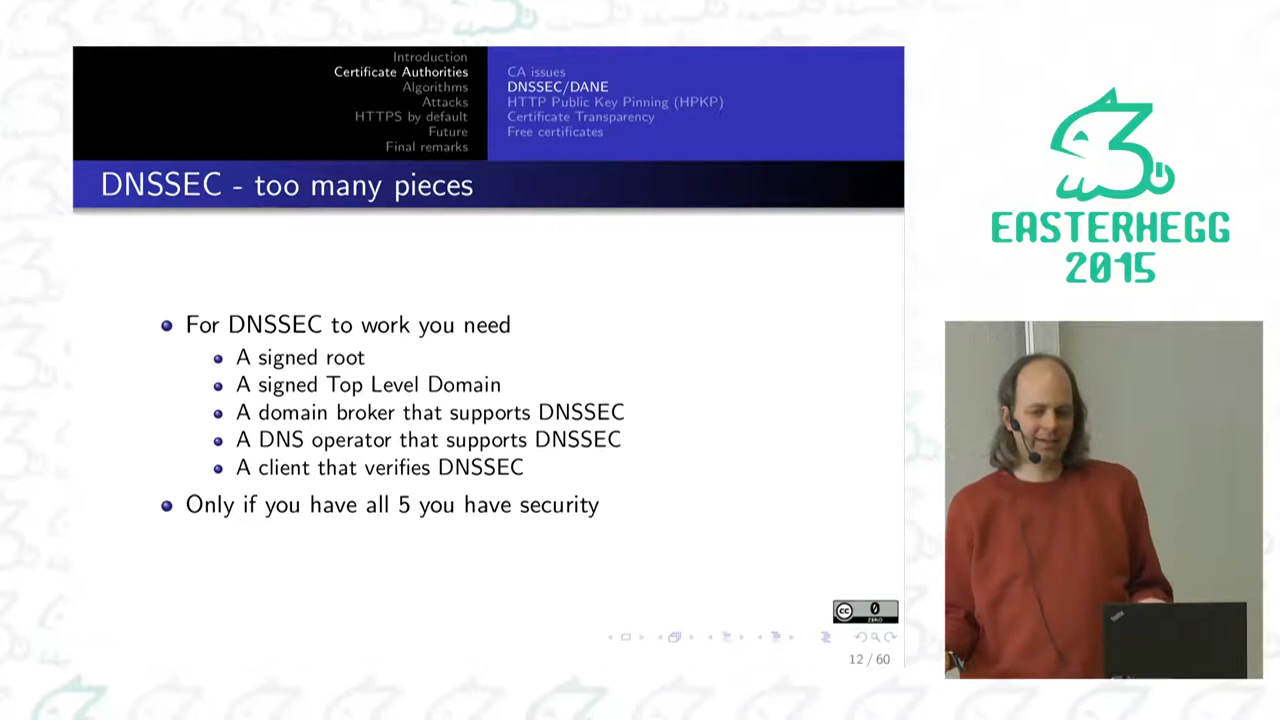 Introduction
Certificate Authorities
Algorithms
Attacks
HTTPS by default
Future
Final remarks
CA issues
DNSSEC/DANE
HTTP Public Key Pinning (HPKP)
Certificate Transparency
Free certificates
DNSSEC - too many pieces
For DNSSEC to work you need
A signed root
A signed Top Level Domain
A domain broker that supports DNSSEC
A DNS operator that supports DNSSEC
A client that verifies DNSSEC
Only if you have all 5 you have security
cc 0
ZERO
12 / 60
EASTERHEGG
2015